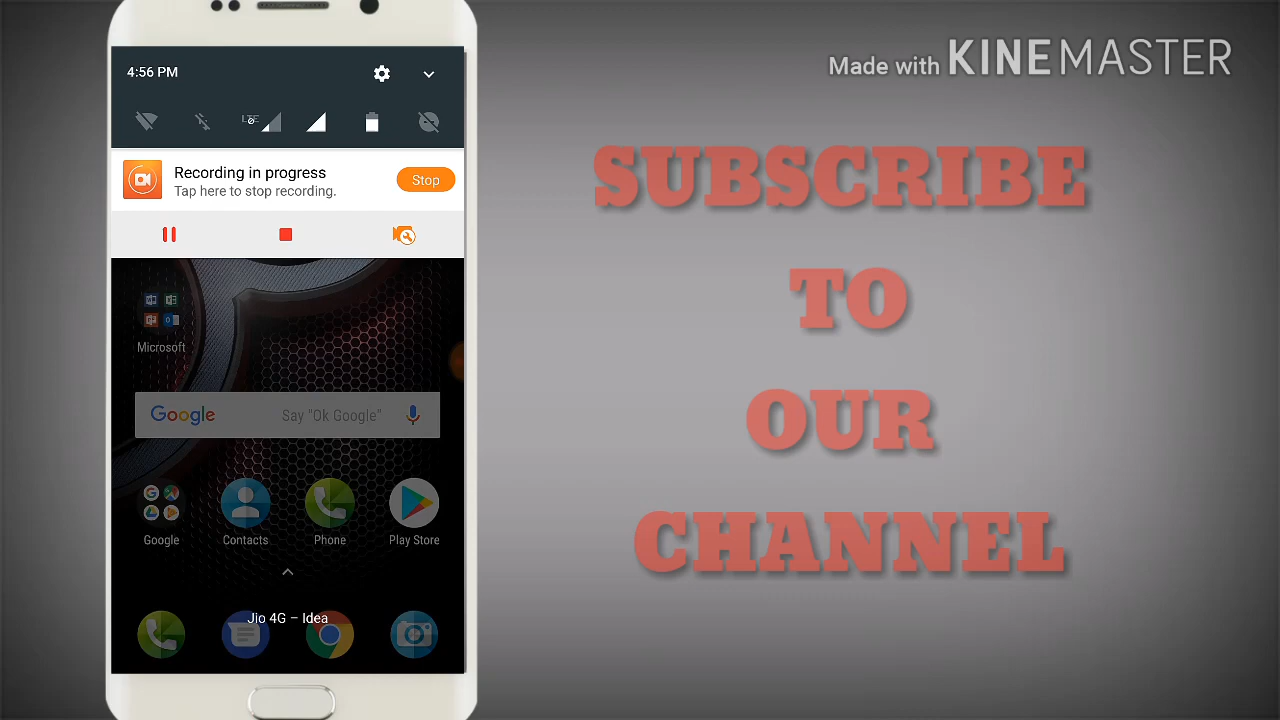 4:56 PM
LTE
Recording in progress
Tap here to stop recording.
Stop
Microsoft
Google
Say "Ok Google"
Google
Contacts
Phone
Play Store
Jio 4G – Idea
Made with KINEMASTER
SUBSCRIBE
TO
OUR
CHANNEL